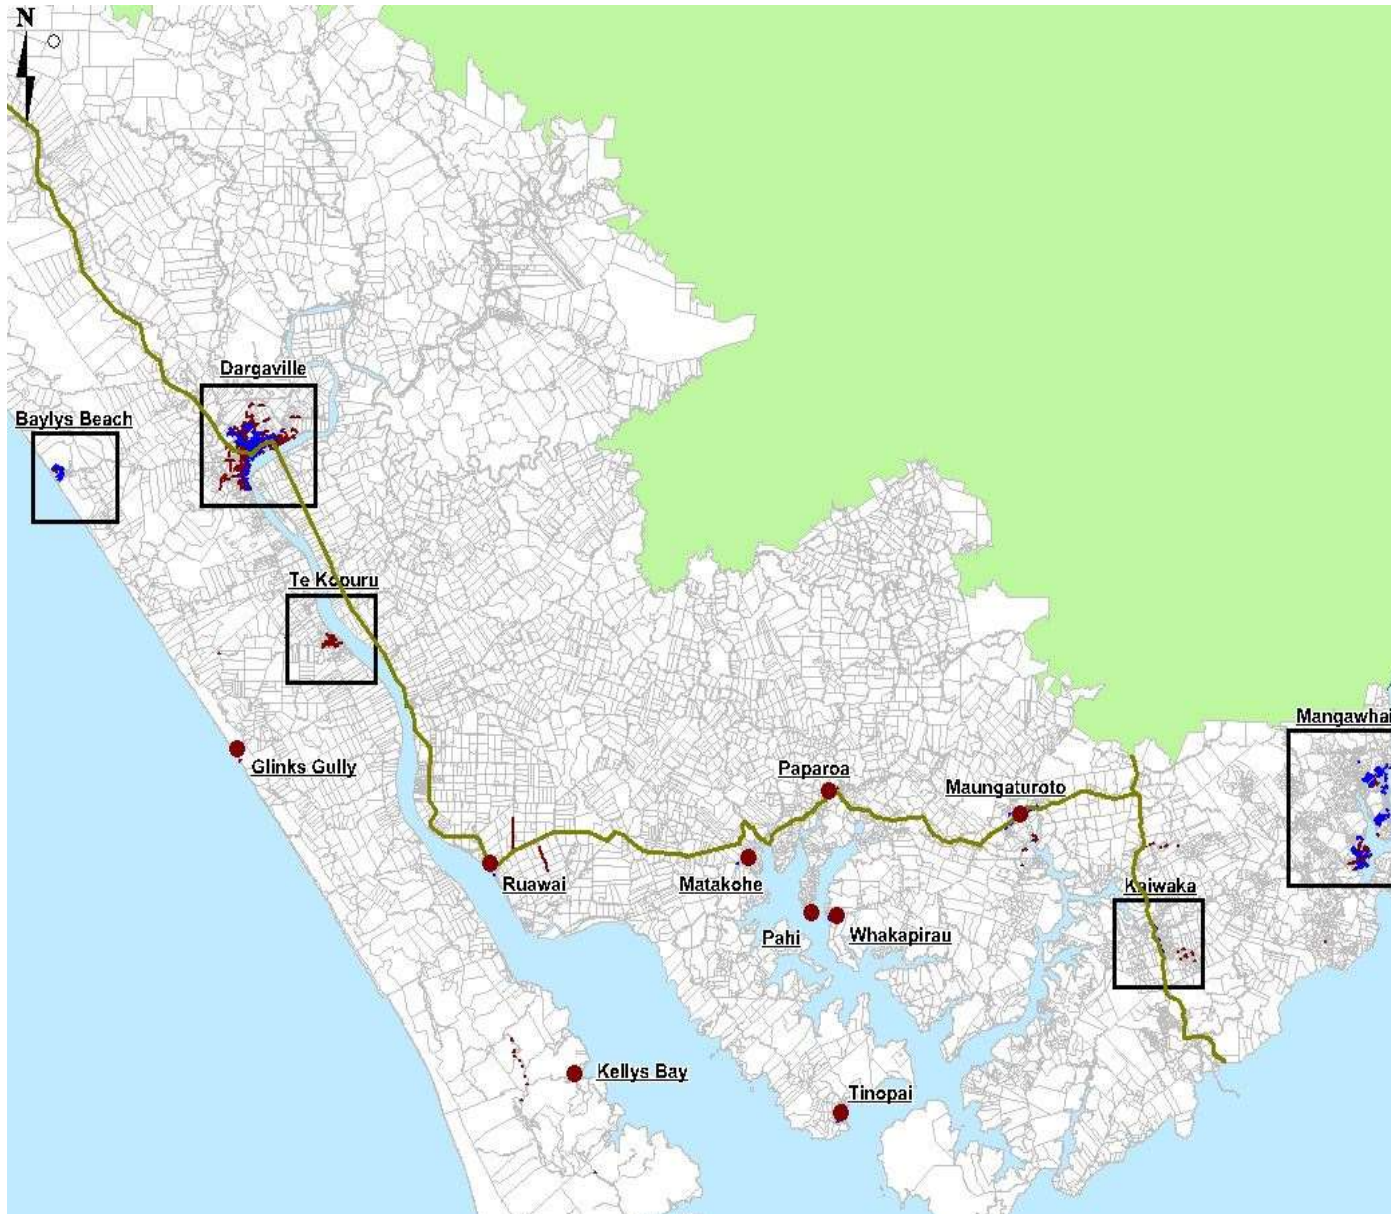 N
Dargaville
Baylys Beach
Te Kopuru
Mangawhai
Glinks Gully
Paparoa
Maungaturoto
Ruawai
Matakohe
Kaiwaka
Pahi
Whakapirau
Kellys Bay
Tinopai